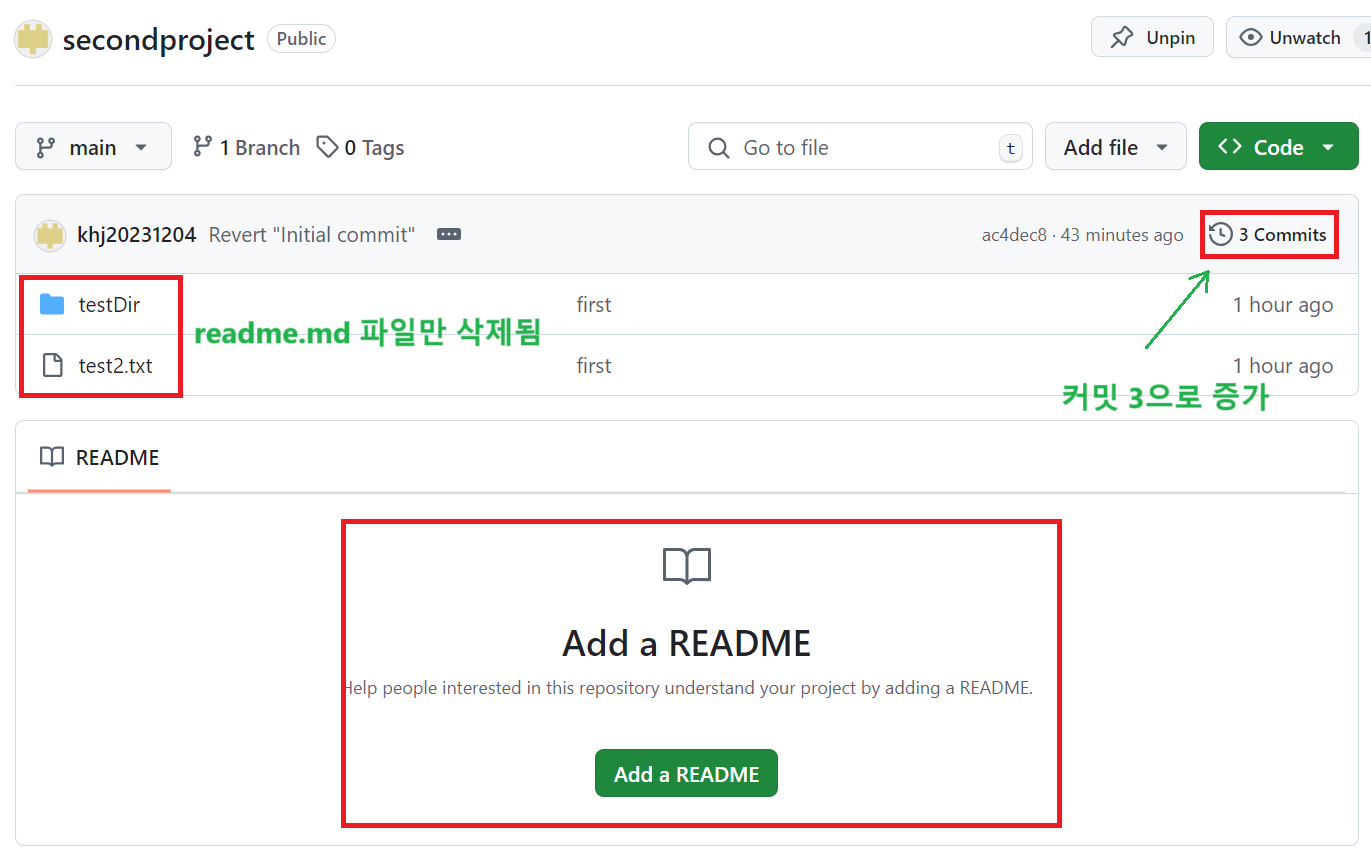 secondproject Public Unpin Unwatch 1
main 1 Branch 0 Tags Go to file t Add file Code
khj20231204 Revert "Initial commit" ac4dec8 · 43 minutes ago 3 Commits
testDir first 1 hour ago
readme.md 파일만 삭제됨
test2.txt first 1 hour ago
커밋 3으로 증가
README
Add a README
Help people interested in this repository understand your project by adding a README.
Add a README